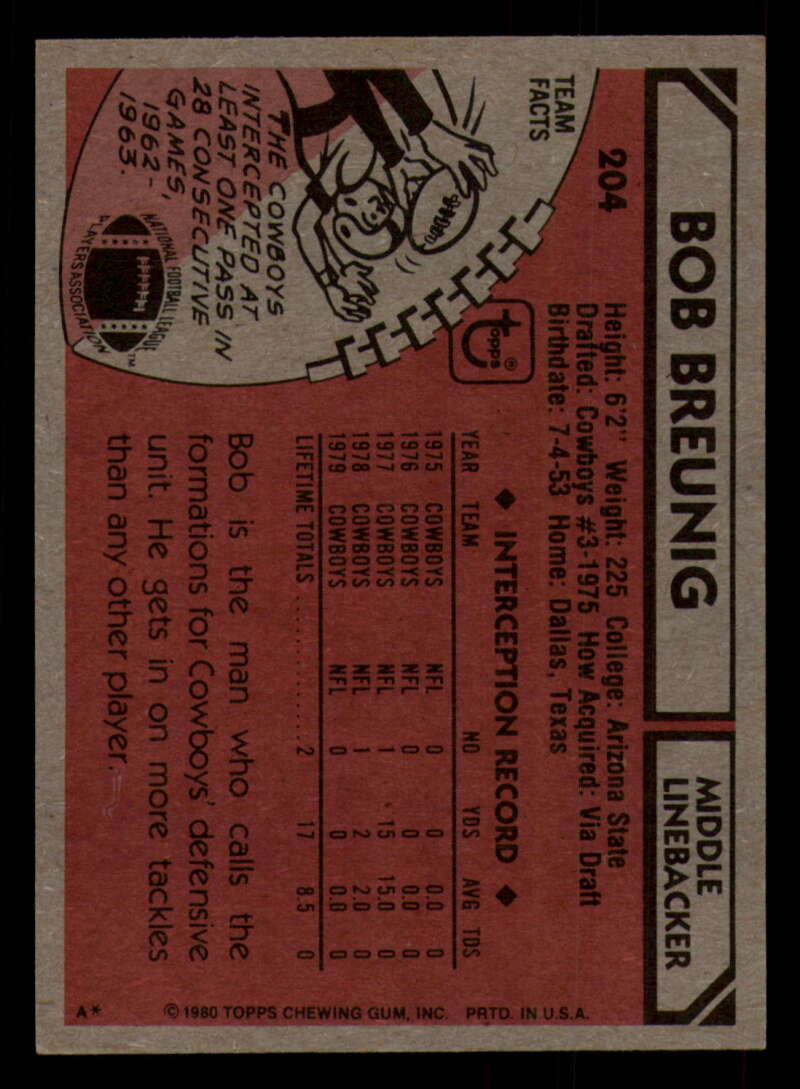 BOB BREUNIG
MIDDLE
LINEBACKER
204
Height: 6'2" Weight: 225 College: Arizona State
Drafted: Cowboys #3-1975 How Acquired: Via Draft
Birthdate: 7-4-53 Home: Dallas, Texas
TEAM
FACTS
topps®
THE COWBOYS
INTERCEPTED AT
LEAST ONE PASS IN
28 CONSECUTIVE
GAMES,
1962-
1963.
NATIONAL FOOTBALL LEAGUE
PLAYERS ASSOCIATION
™
◆ INTERCEPTION RECORD ◆
YEAR TEAM NO YDS AVG TDS
1975 COWBOYS NFL 0 0 0.0 0
1976 COWBOYS NFL 0 0 0.0 0
1977 COWBOYS NFL 1 15 15.0 0
1978 COWBOYS NFL 1 2 2.0 0
1979 COWBOYS NFL 0 0 0.0 0
LIFETIME TOTALS ............... 2 17 8.5 0
Bob is the man who calls the
formations for Cowboys' defensive
unit. He gets in on more tackles
than any other player.
A* © 1980 TOPPS CHEWING GUM, INC. PRTD. IN U.S.A.